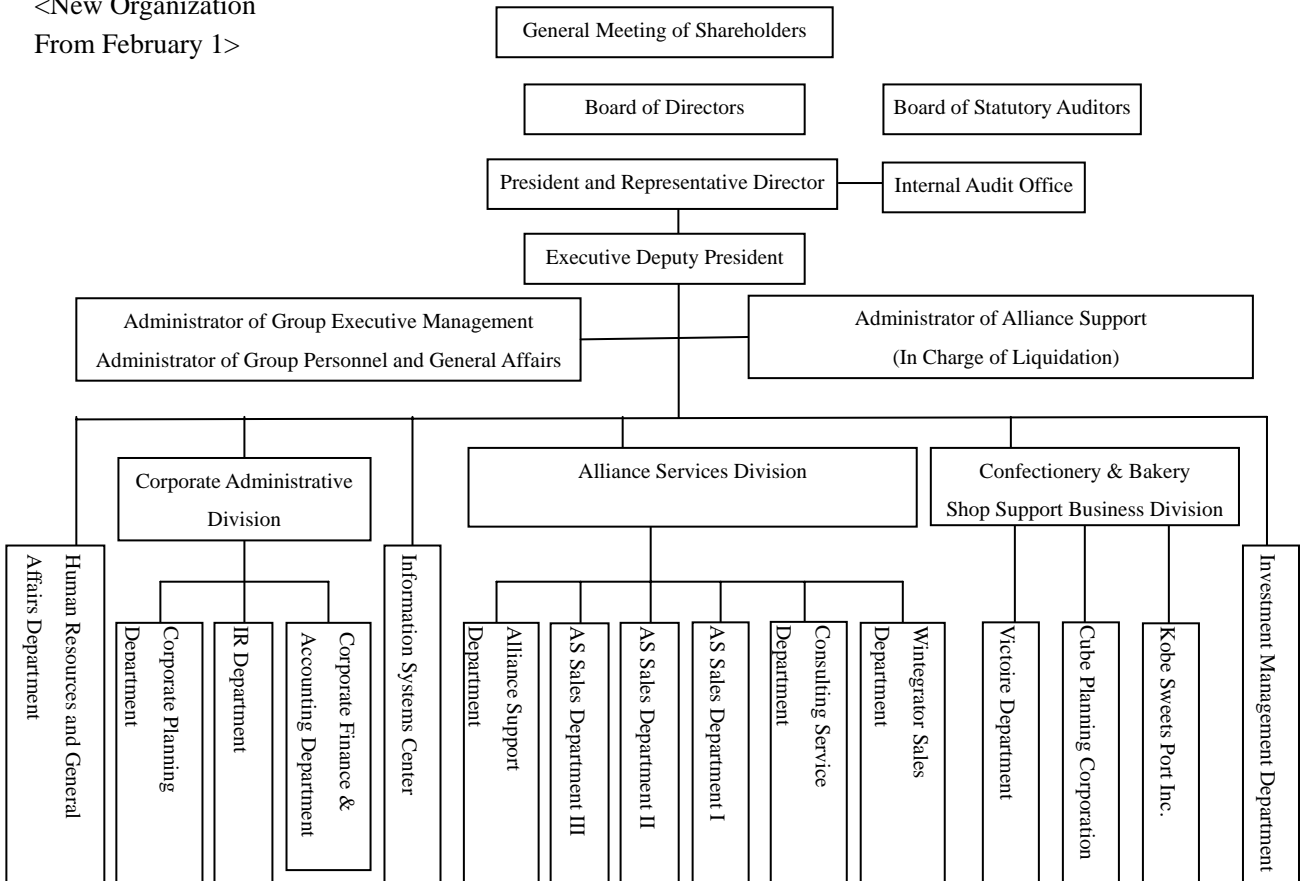 <New Organization
From February 1>
General Meeting of Shareholders
Board of Directors
Board of Statutory Auditors
President and Representative Director
Internal Audit Office
Executive Deputy President
Administrator of Group Executive Management
Administrator of Group Personnel and General Affairs
Administrator of Alliance Support
(In Charge of Liquidation)
Corporate Administrative
Division
Alliance Services Division
Confectionery & Bakery
Shop Support Business Division
Human Resources and General
Affairs Department
Corporate Planning
Department
IR Department
Corporate Finance &
Accounting Department
Information Systems Center
Alliance Support
Department
AS Sales Department III
AS Sales Department II
AS Sales Department I
Consulting Service
Department
Wintegrator Sales
Department
Victoire Department
Cube Planning Corporation
Kobe Sweets Port Inc.
Investment Management Department